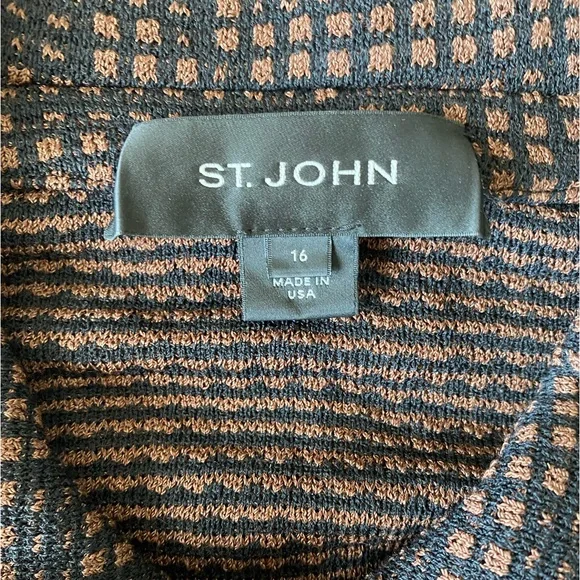 ST. JOHN
16
MADE IN
USA